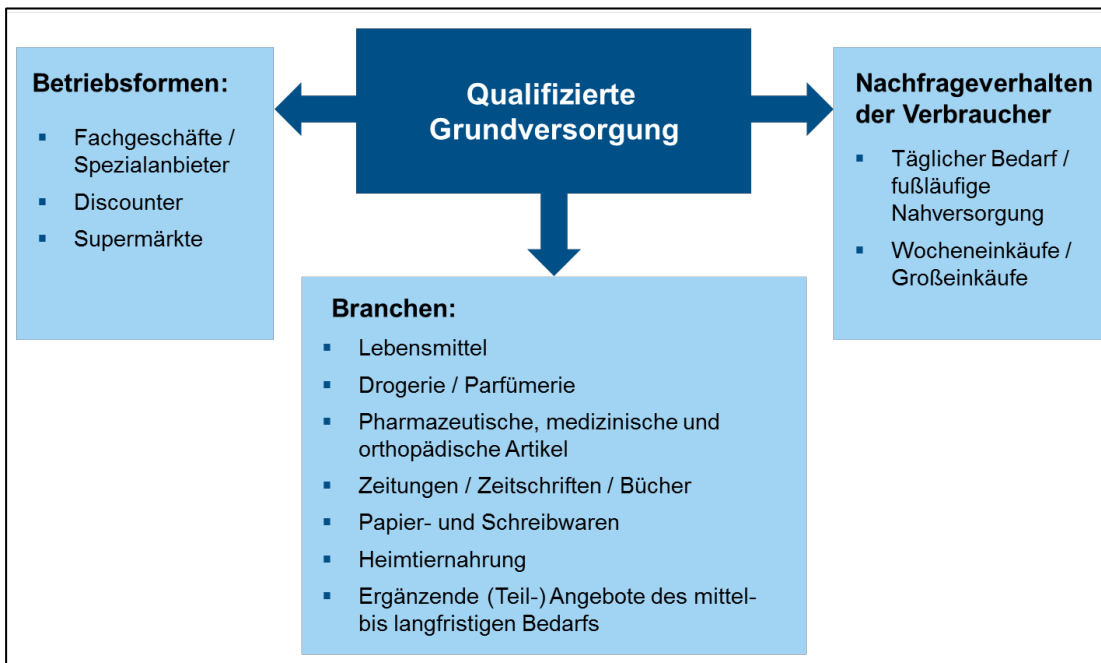 Qualifizierte
Grundversorgung
Betriebsformen:
▪ Fachgeschäfte /
Spezialanbieter
▪ Discounter
▪ Supermärkte
Nachfrageverhalten
der Verbraucher
▪ Täglicher Bedarf /
fußläufige
Nahversorgung
▪ Wocheneinkäufe /
Großeinkäufe
Branchen:
▪ Lebensmittel
▪ Drogerie / Parfümerie
▪ Pharmazeutische, medizinische und
orthopädische Artikel
▪ Zeitungen / Zeitschriften / Bücher
▪ Papier- und Schreibwaren
▪ Heimtiernahrung
▪ Ergänzende (Teil-) Angebote des mittel-
bis langfristigen Bedarfs